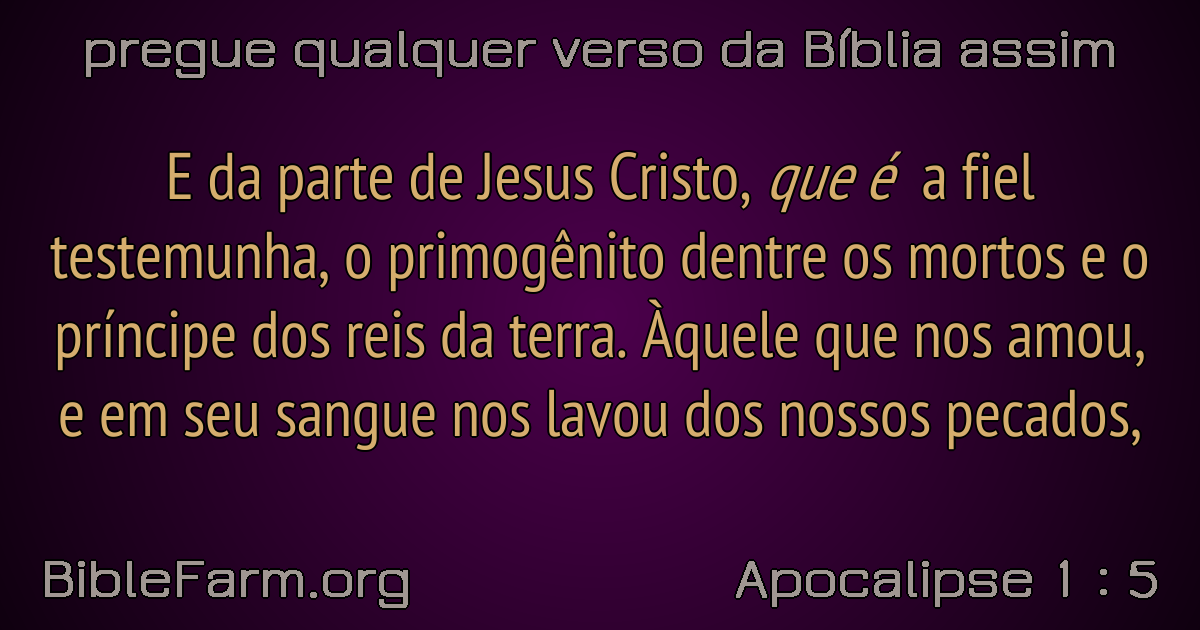 pregue qualquer verso da Bíblia assim
E da parte de Jesus Cristo, que é a fiel
testemunha, o primogênito dentre os mortos e o
príncipe dos reis da terra. Àquele que nos amou,
e em seu sangue nos lavou dos nossos pecados,
BibleFarm.org
Apocalipse 1 : 5